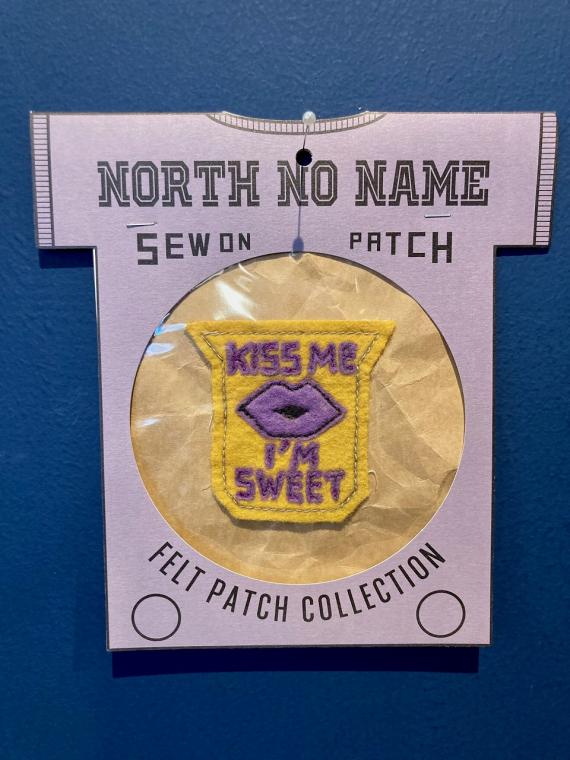 NORTH NO NAME
SEW ON PATCH
KISS ME
I'M
SWEET
FELT PATCH COLLECTION